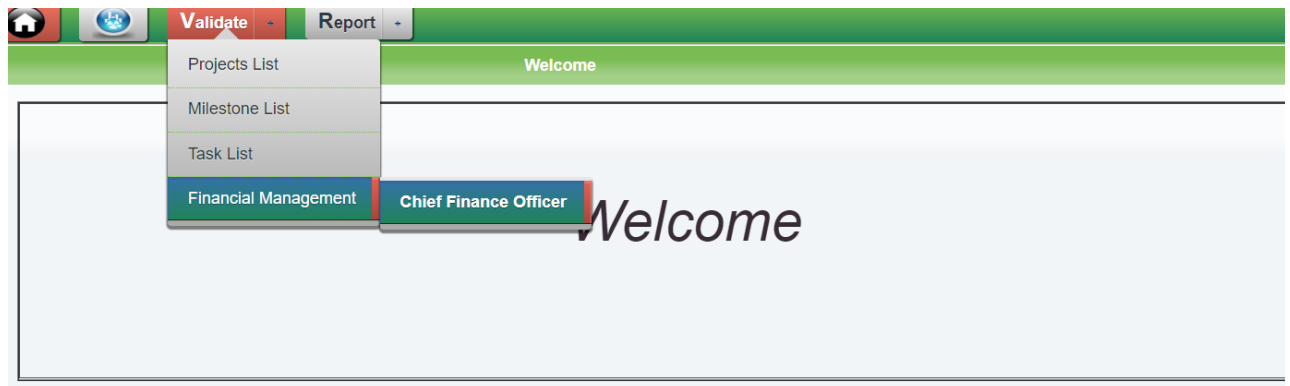 Validate
Report
Projects List
Welcome
Milestone List
Task List
Financial Management
Chief Finance Officer
Welcome